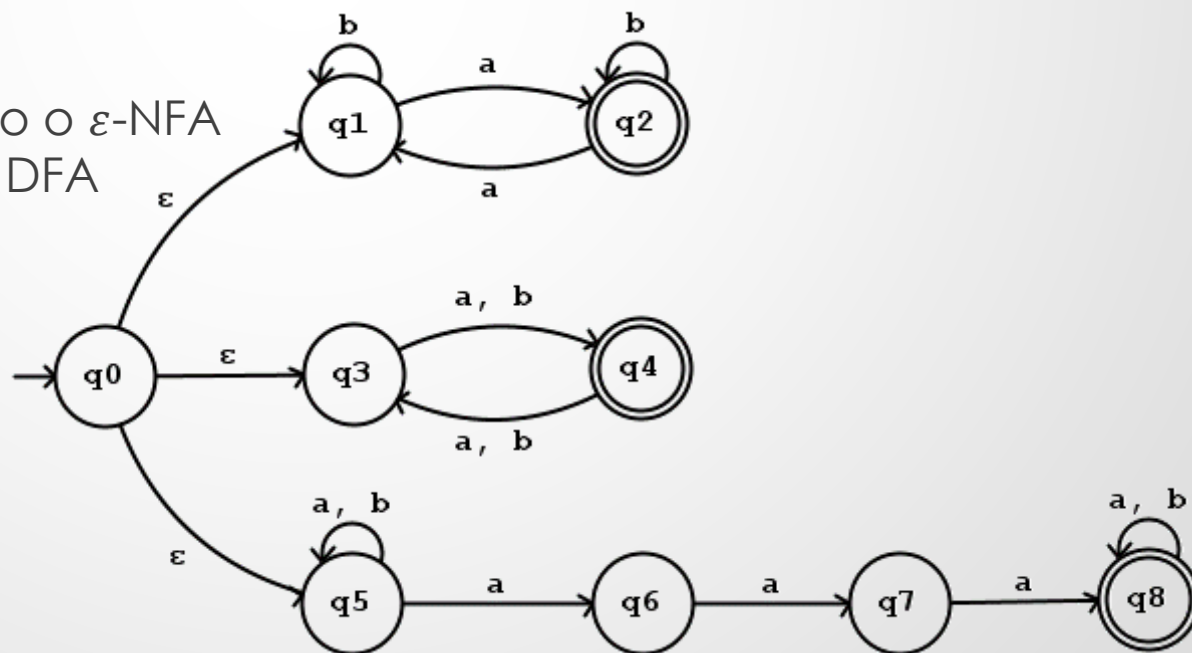 b b
a
o o ε-NFA
q1 q2
DFA
ε a
a, b
ε
q0 q3 q4
a, b
a, b a, b
ε
a a a
q5 q6 q7 q8